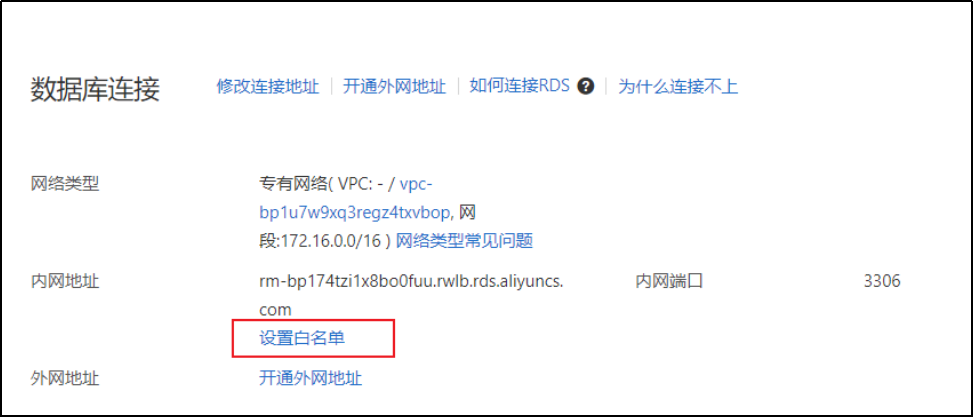 数据库连接 修改连接地址 开通外网地址 如何连接RDS ? 为什么连接不上
网络类型 专有网络( VPC: - / vpc-
bp1u7w9xq3regz4txvbop, 网
段:172.16.0.0/16 ) 网络类型常见问题
内网地址 rm-bp174tzi1x8bo0fuu.rwlb.rds.aliyuncs. 内网端口 3306
com
设置白名单
外网地址 开通外网地址